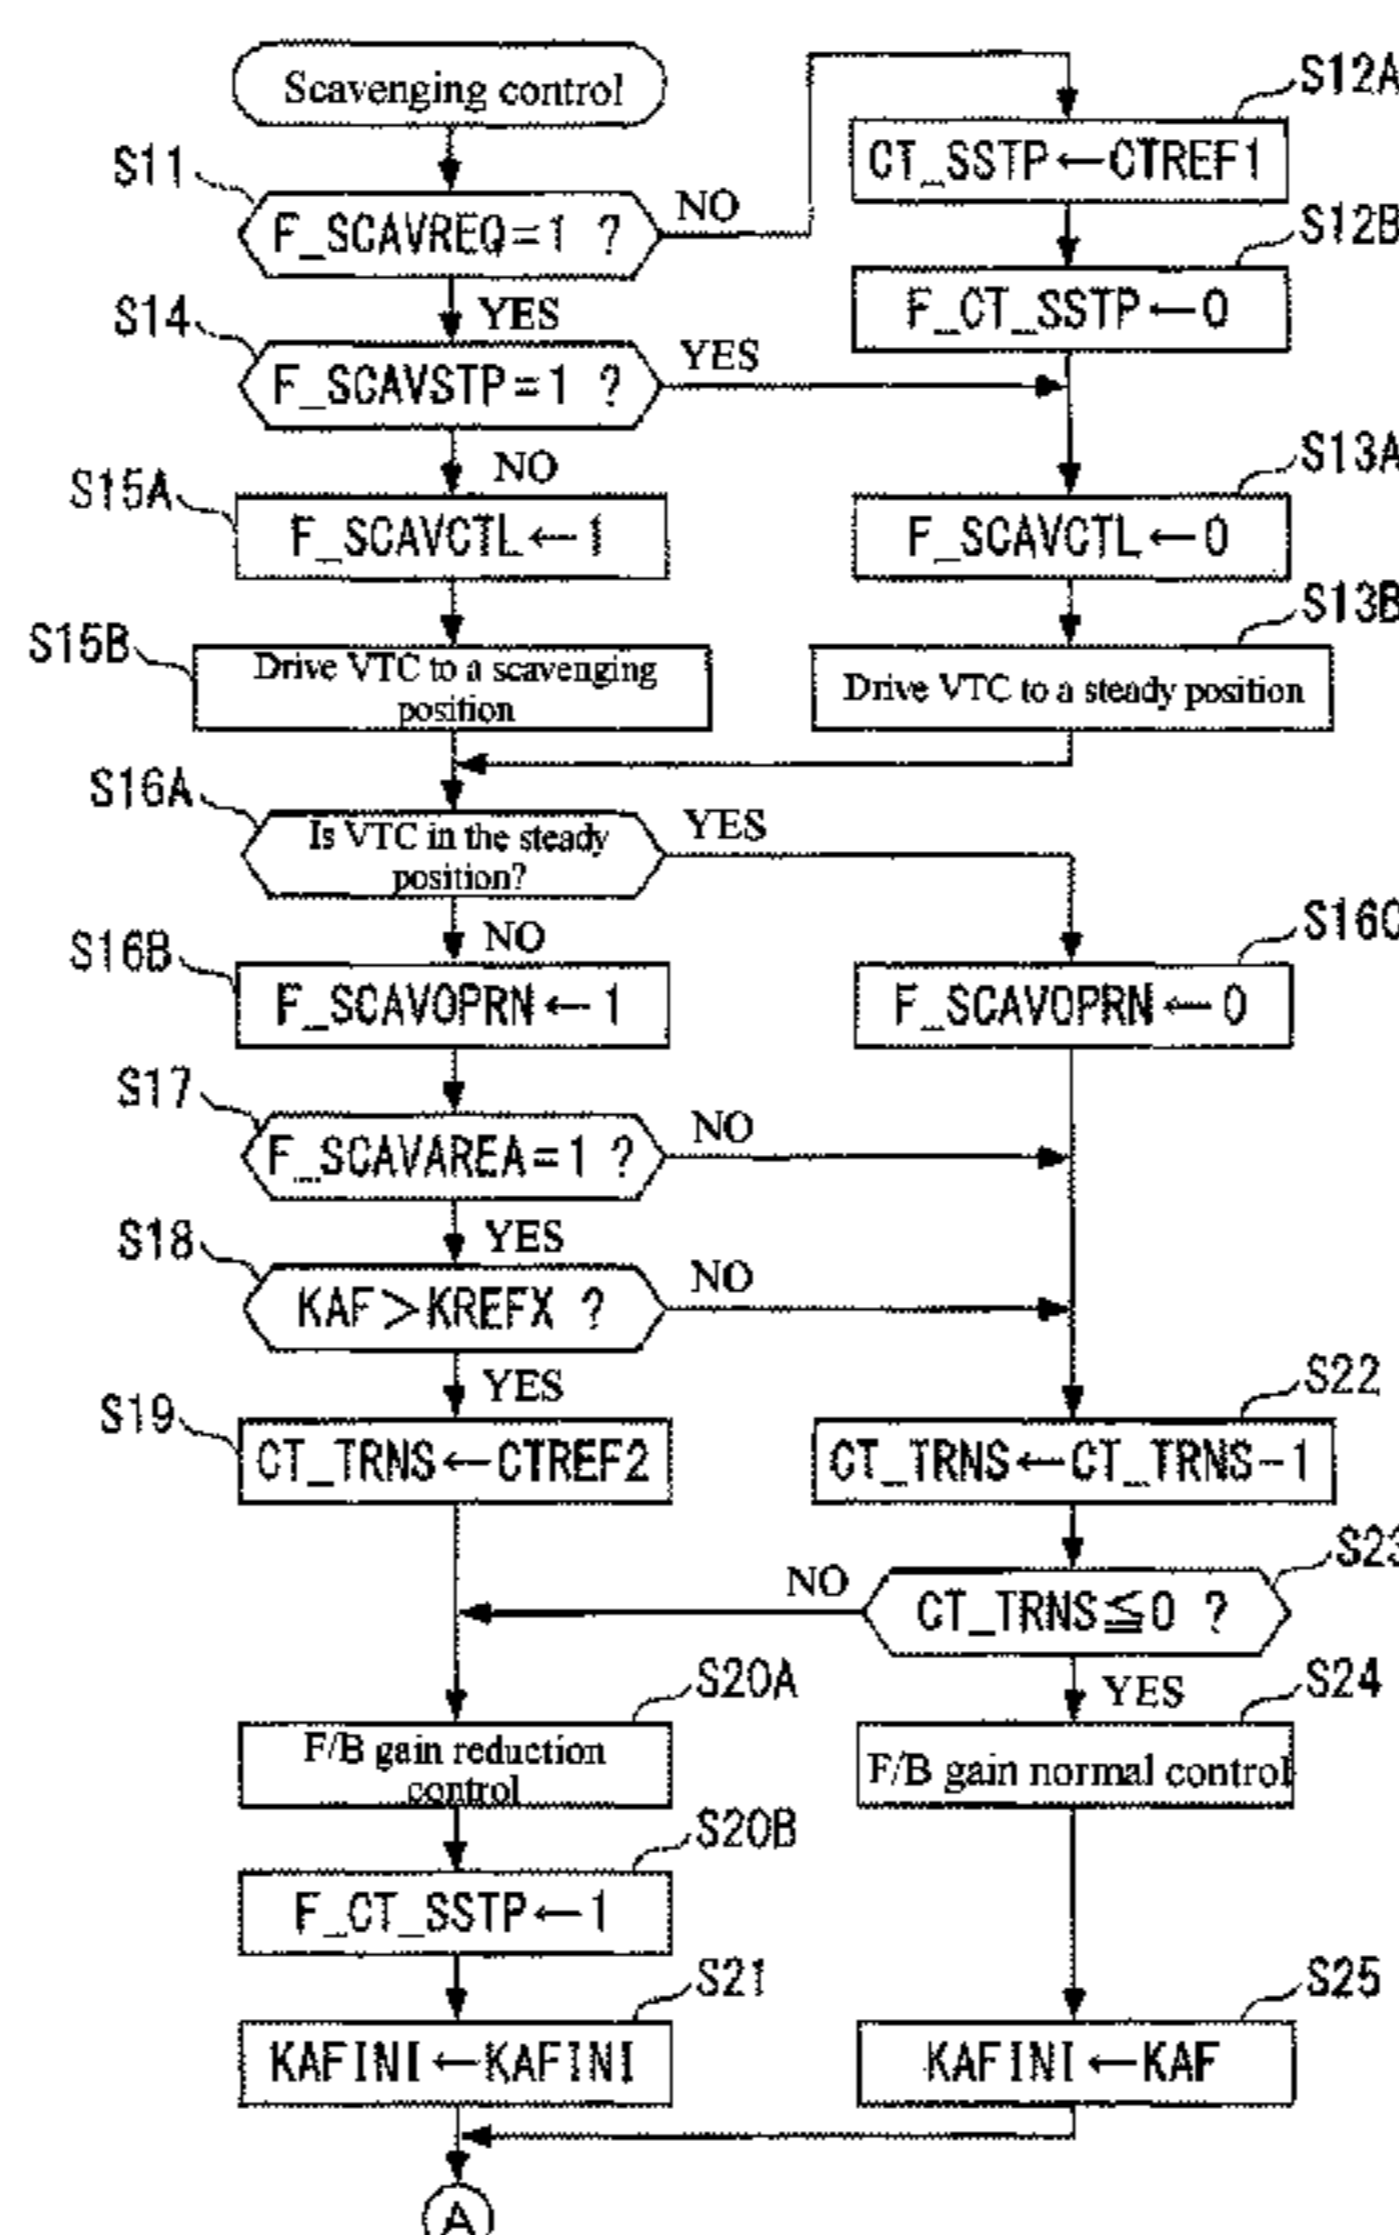 Scavenging control
S11
F_SCAVREQ=1 ?
NO
S12A
CT_SSTP←CTREF1
S12B
F_CT_SSTP←0
YES
S14
F_SCAVSTP=1 ?
YES
NO
S15A
F_SCAVCTL←1
S13A
F_SCAVCTL←0
S15B
Drive VTC to a scavenging
position
S13B
Drive VTC to a steady position
S16A
Is VTC in the steady
position?
YES
NO
S16B
F_SCAVOPRN←1
S16C
F_SCAVOPRN←0
S17
F_SCAVAREA=1 ?
NO
YES
S18
KAF>KREFX ?
NO
YES
S19
CT_TRNS←CTREF2
S22
CT_TRNS←CT_TRNS-1
S23
CT_TRNS≦0 ?
NO
YES
S20A
F/B gain reduction
control
S24
F/B gain normal control
S20B
F_CT_SSTP←1
S21
KAFINI←KAFINI
S25
KAFINI←KAF
A